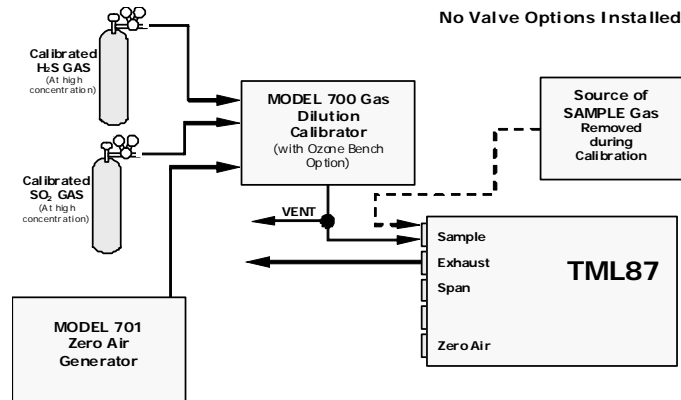 No Valve Options Installed
Calibrated
H₂S GAS
(At high
concentration)
MODEL 700 Gas
Dilution
Calibrator
(with Ozone Bench
Option)
Source of
SAMPLE Gas
Removed
during
Calibration
Calibrated
SO₂ GAS
(At high
concentration)
VENT
Sample
Exhaust
Span
Zero Air
TML87
MODEL 701
Zero Air
Generator